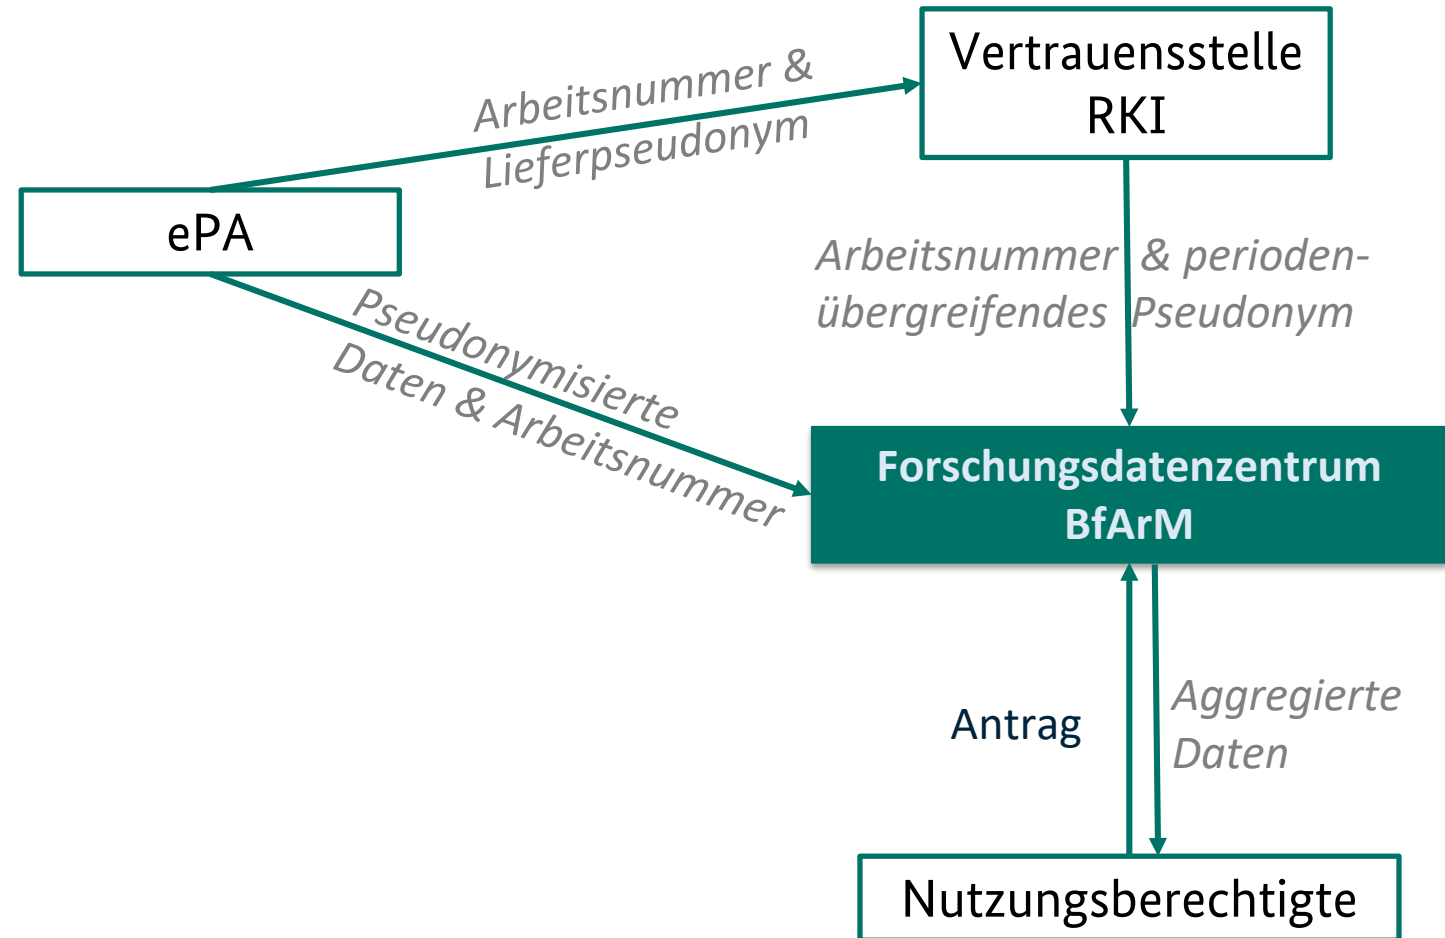 Vertrauensstelle
RKI
Arbeitsnummer &
Lieferpseudonym
ePA
Arbeitsnummer & perioden-
übergreifendes Pseudonym
Pseudonymisierte
Daten & Arbeitsnummer
Forschungsdatenzentrum
BfArM
Antrag
Aggregierte
Daten
Nutzungsberechtigte